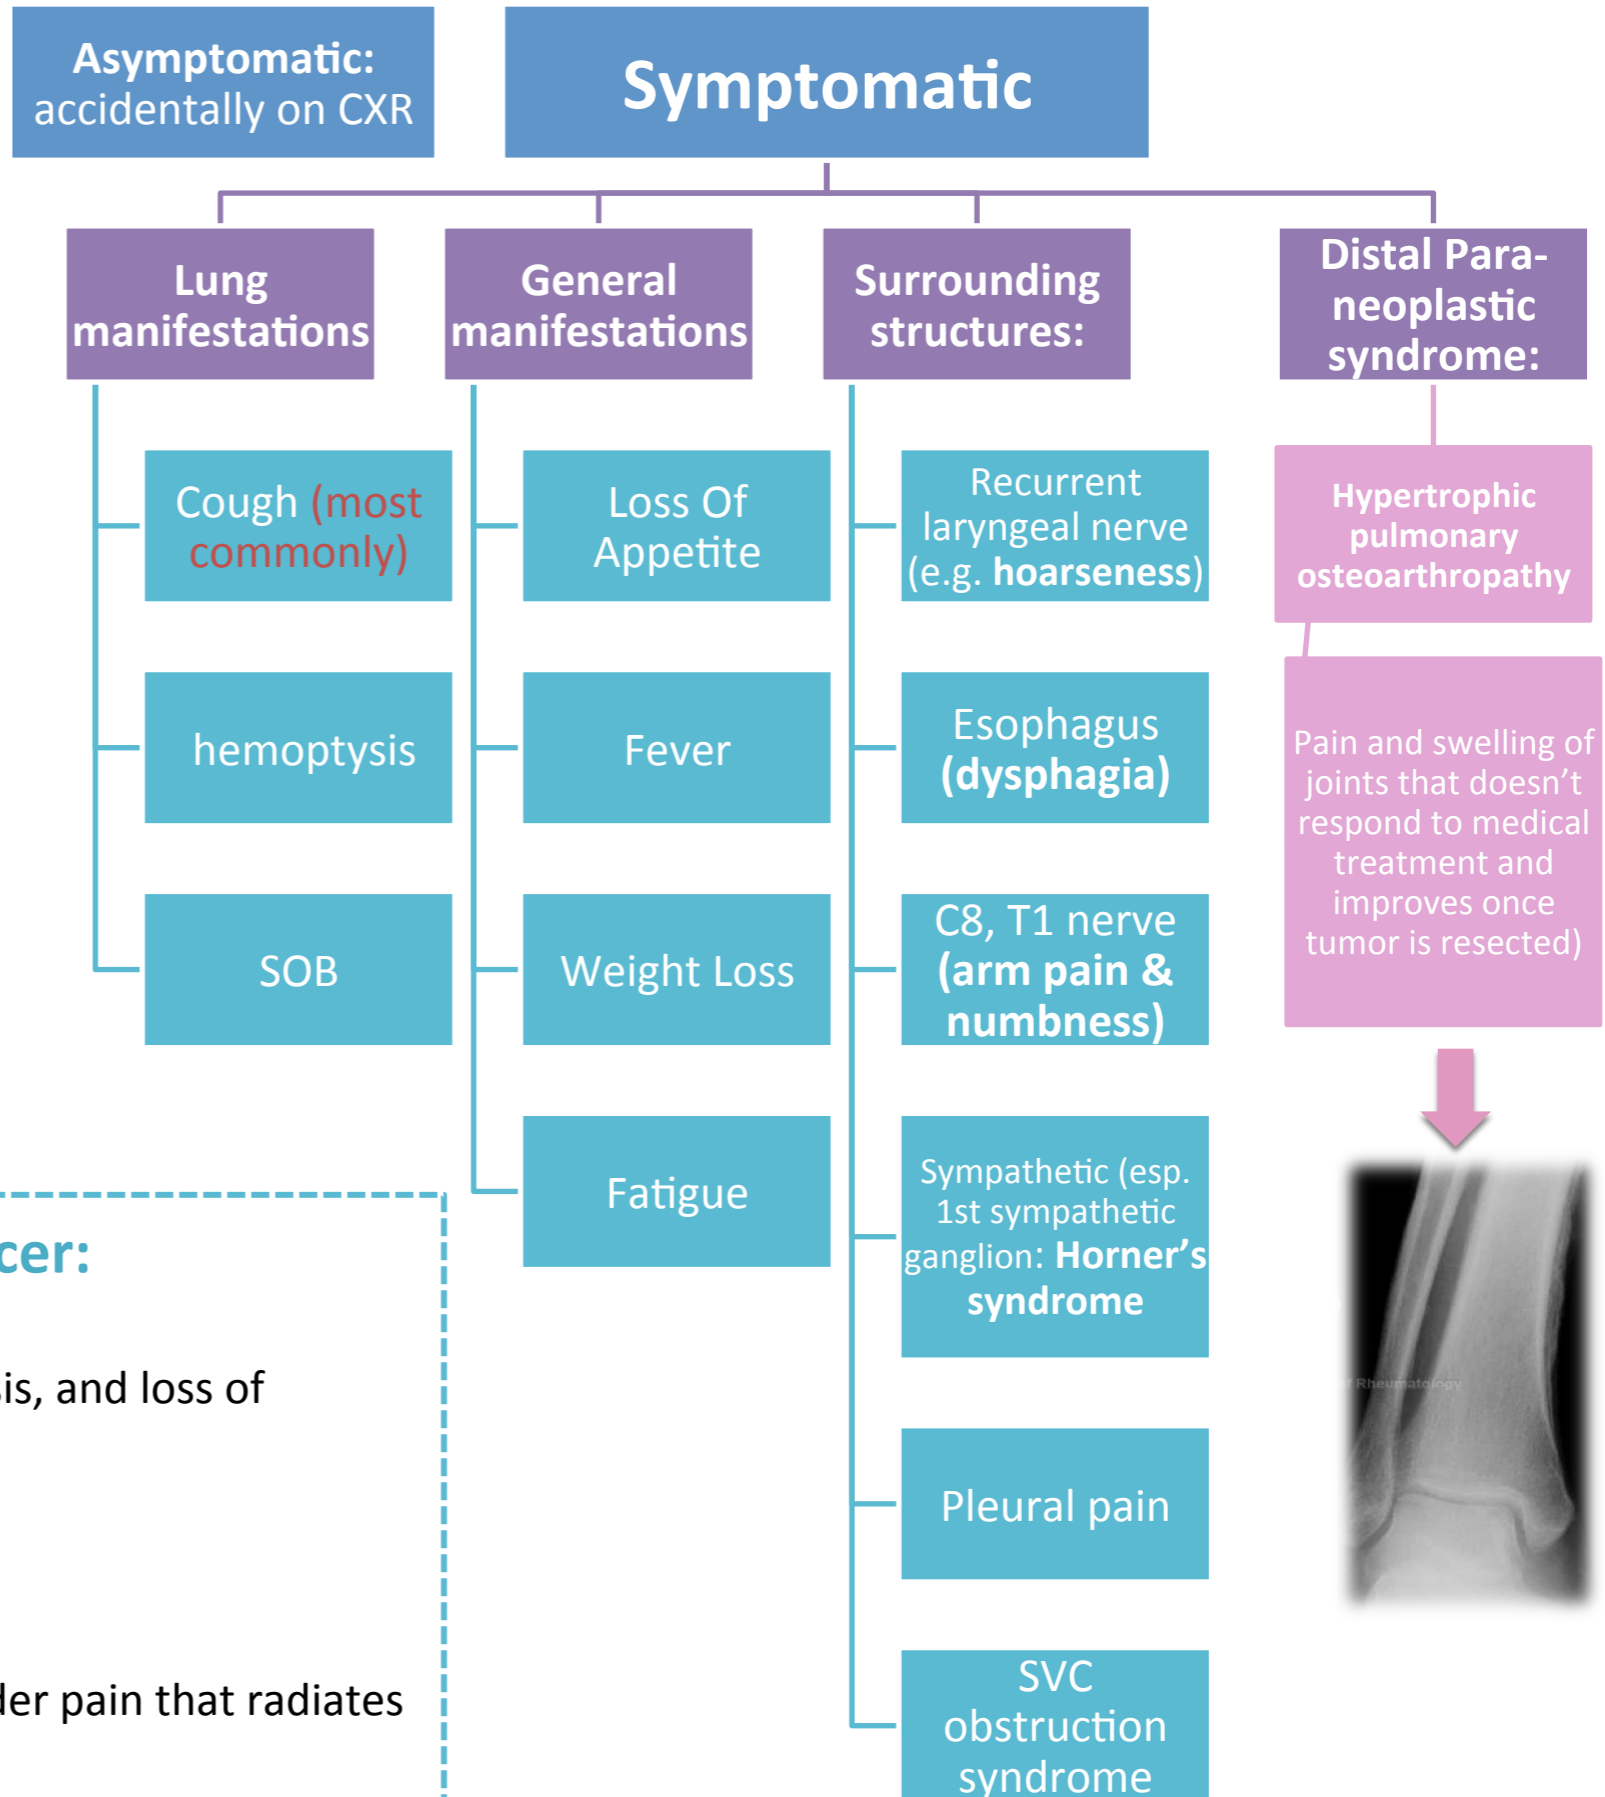 Asymptomatic:
accidentally on CXR
Symptomatic
Lung
manifestations
Cough (most
commonly)
hemoptysis
SOB
General
manifestations
Loss Of
Appetite
Fever
Weight Loss
Fatigue
Surrounding
structures:
Recurrent
laryngeal nerve
(e.g. hoarseness)
Esophagus
(dysphagia)
C8, T1 nerve
(arm pain &
numbness)
Sympathetic (esp.
1st sympathetic
ganglion: Horner’s
syndrome
Pleural pain
SVC
obstruction
syndrome
Distal Para-
neoplastic
syndrome:
Hypertrophic
pulmonary
osteoarthropathy
Pain and swelling of
joints that doesn’t
respond to medical
treatment and
improves once
tumor is resected)
f Rheumatology
cer:
sis, and loss of
der pain that radiates